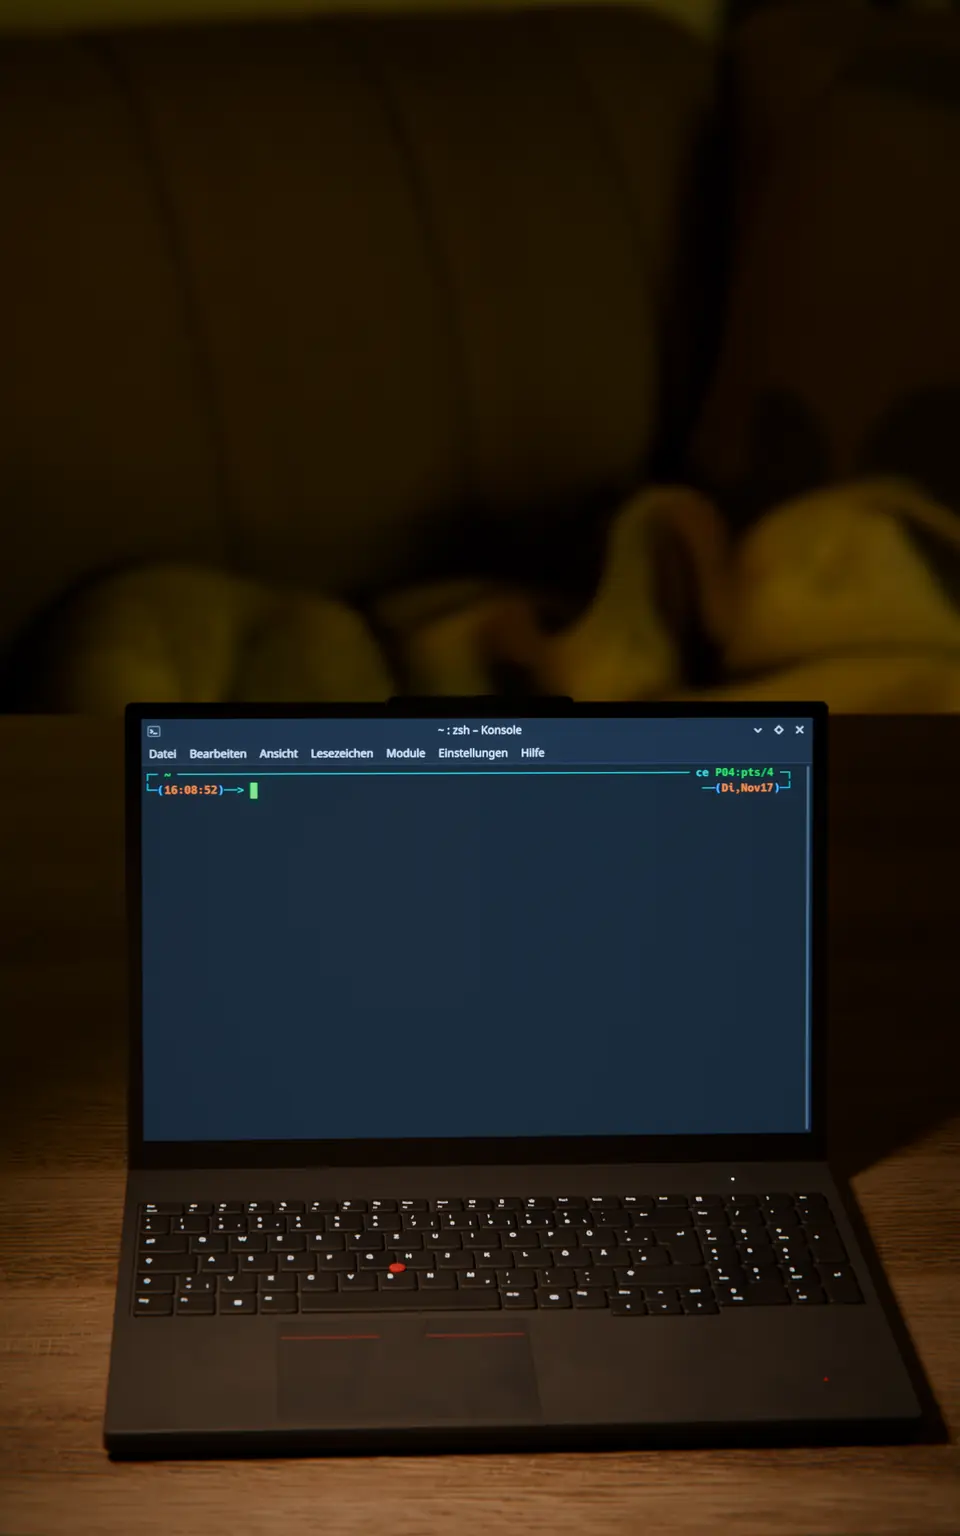 ~ : zsh – Konsole
Datei Bearbeiten Ansicht Lesezeichen Module Einstellungen Hilfe
~ ce P04:pts/4
(16:08:52)—> —(Di,Nov17)
Q W E R T Z U I O P
A S D F G H J K L Ö Ä
Y X C V B N M